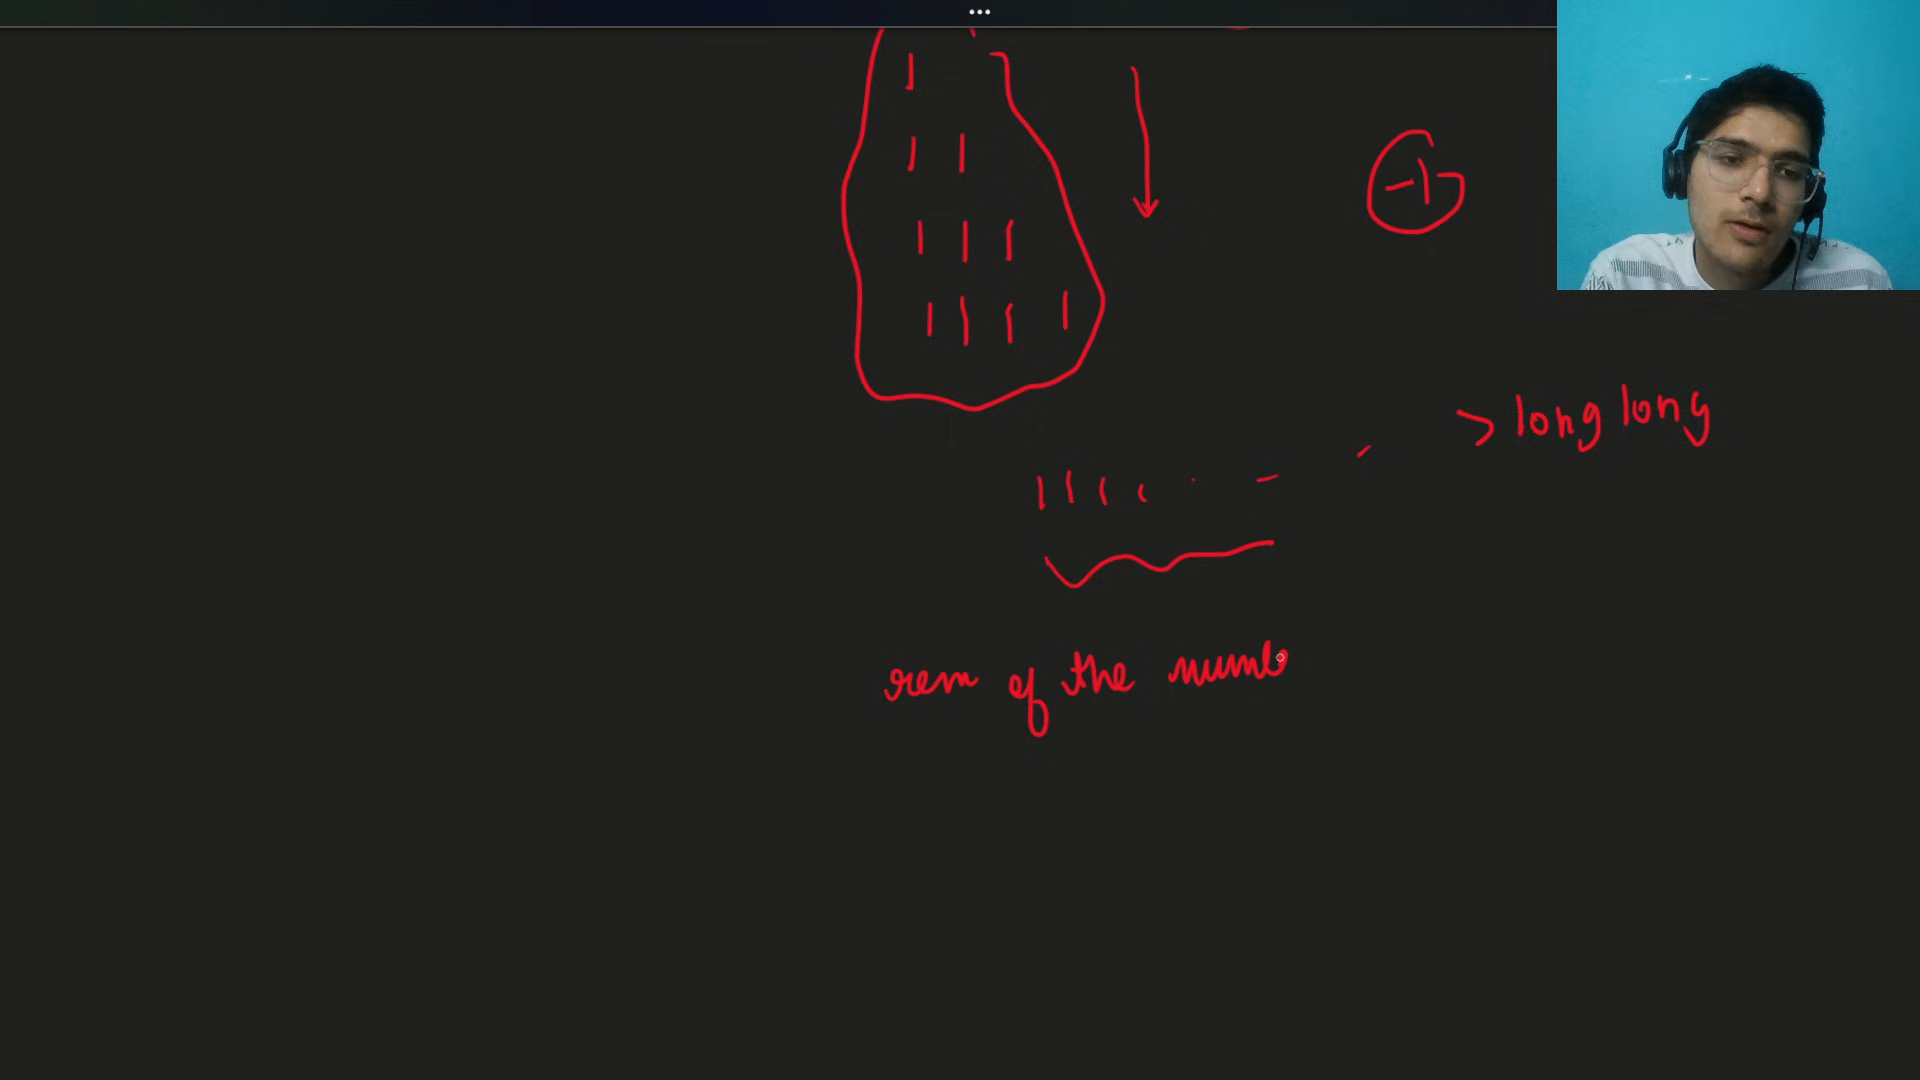 1
1 1
1 1 1
1 1 1 1
-1
> long long
1 1 1 1
rem of the numb